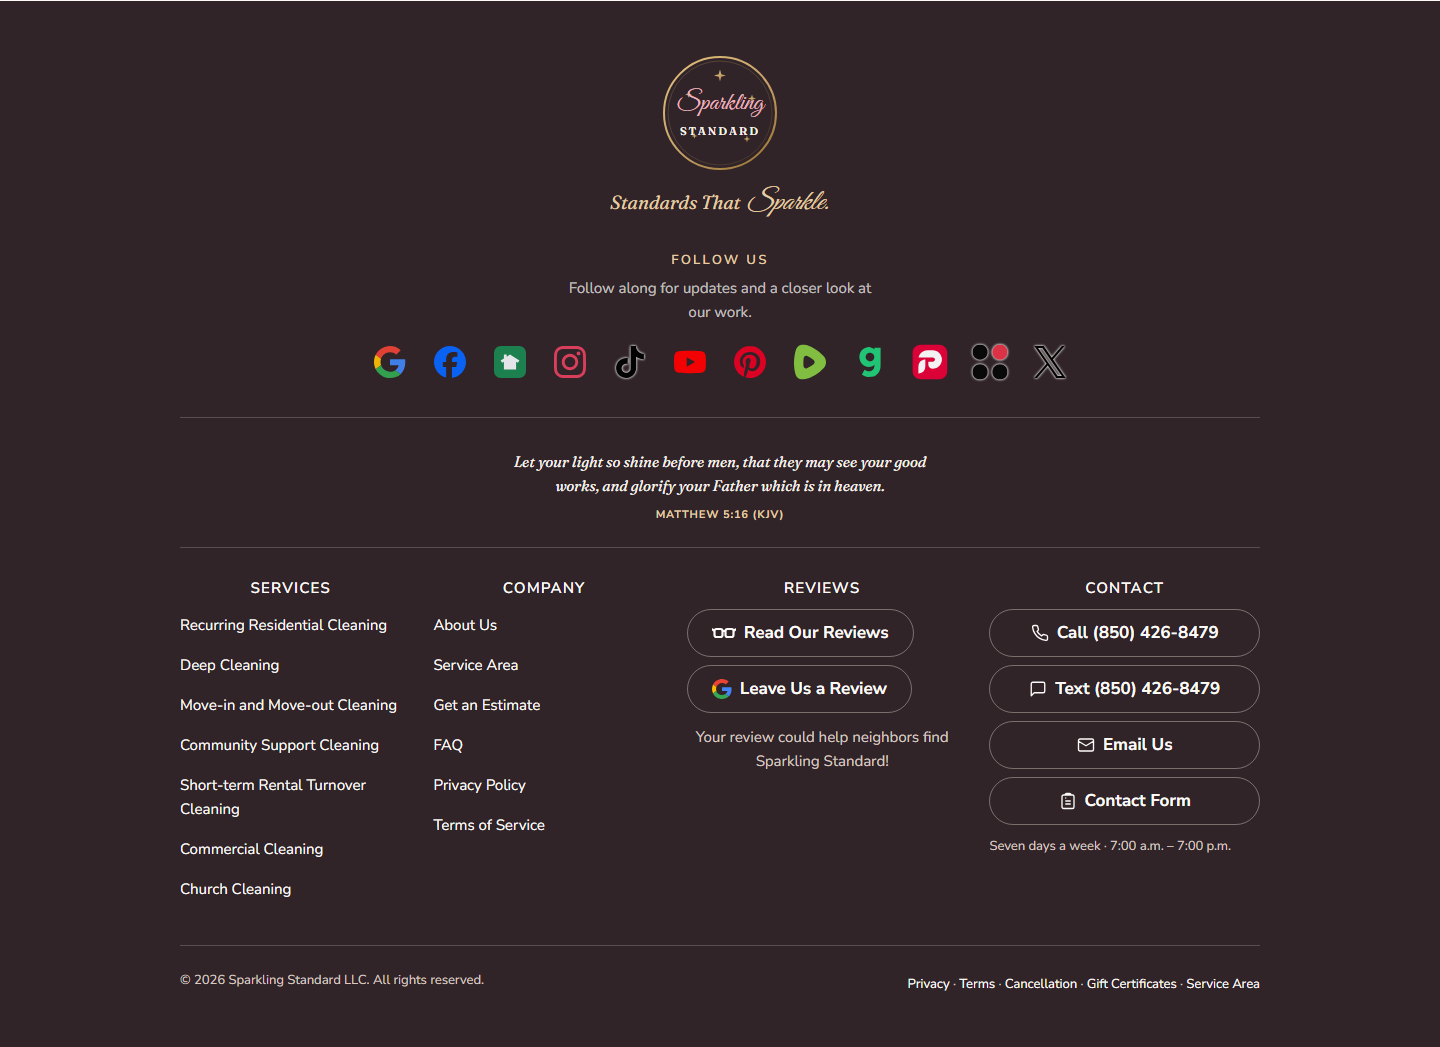 Sparkling
STANDARD
Standards That Sparkle.
FOLLOW US
Follow along for updates and a closer look at
our work.
Let your light so shine before men, that they may see your good
works, and glorify your Father which is in heaven.
MATTHEW 5:16 (KJV)
SERVICES
Recurring Residential Cleaning
Deep Cleaning
Move-in and Move-out Cleaning
Community Support Cleaning
Short-term Rental Turnover
Cleaning
Commercial Cleaning
Church Cleaning
COMPANY
About Us
Service Area
Get an Estimate
FAQ
Privacy Policy
Terms of Service
REVIEWS
Read Our Reviews
Leave Us a Review
Your review could help neighbors find
Sparkling Standard!
CONTACT
Call (850) 426-8479
Text (850) 426-8479
Email Us
Contact Form
Seven days a week · 7:00 a.m. – 7:00 p.m.
© 2026 Sparkling Standard LLC. All rights reserved.
Privacy · Terms · Cancellation · Gift Certificates · Service Area